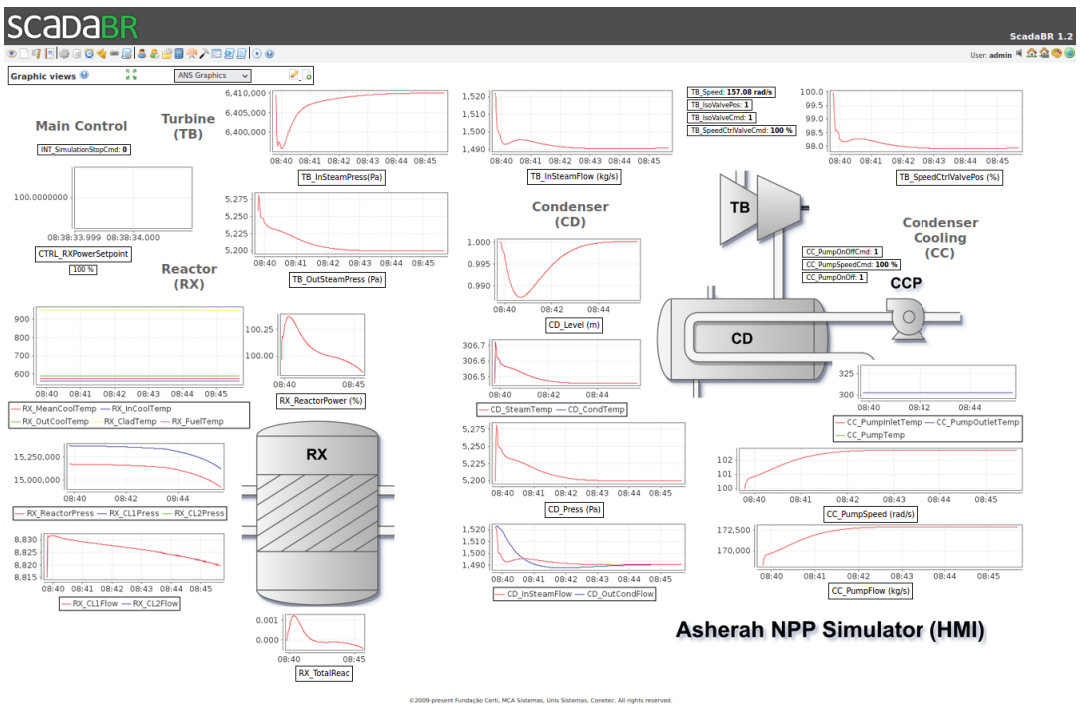 SCADABR
ScadaBR 1.2
User: admin
Graphic views
ANS Graphics
Main Control
INT_SimulationStopCmd: 0
100.0000000
08:38:33.999 08:38:34.000
CTRL_RXPowerSetpoint
100 %
Turbine
(TB)
6,410,000
6,400,000
08:40 08:41 08:42 08:43 08:44 08:45
TB_InSteamPress(Pa)
5,275
5,250
5,225
5,200
08:40 08:41 08:42 08:43 08:44 08:45
TB_OutSteamPress (Pa)
1,520
1,510
1,500
1,490
08:40 08:41 08:42 08:43 08:44 08:45
TB_InSteamFlow (kg/s)
TB_Speed: 157.08 rad/s
TB_IsoValvePos: 1
TB_IsoValveCmd: 1
TB_SpeedCtrlValveCmd: 100 %
100.0
99.5
99.0
98.5
98.0
08:40 08:41 08:42 08:43 08:44 08:45
TB_SpeedCtrlValvePos (%)
Reactor
(RX)
900
800
700
600
08:40 08:41 08:42 08:43 08:44 08:45
RX_MeanCoolTemp RX_InCoolTemp
RX_OutCoolTemp RX_CladTemp RX_FuelTemp
100.25
100.00
08:40 08:45
RX_ReactorPower (%)
15,250,000
15,000,000
08:40 08:42 08:44
RX_ReactorPress RX_CL1Press RX_CL2Press
8,830
8,825
8,820
8,815
08:40 08:41 08:42 08:43 08:44 08:45
RX_CL1Flow RX_CL2Flow
RX
0.001
0.000
08:40 08:45
RX_TotalReac
Condenser
(CD)
1.000
0.995
0.990
08:40 08:42 08:44
CD_Level (m)
306.7
306.6
306.5
08:40 08:42 08:44
CD_SteamTemp CD_CondTemp
5,275
5,250
5,225
5,200
08:40 08:41 08:42 08:43 08:44 08:45
CD_Press (Pa)
1,520
1,510
1,500
1,490
08:40 08:41 08:42 08:43 08:44 08:45
CD_InSteamFlow CD_OutCondFlow
TB
CD
CCP
Condenser
Cooling
(CC)
CC_PumpOnOffCmd: 1
CC_PumpSpeedCmd: 100 %
CC_PumpOnOff: 1
325
300
08:40 08:42 08:44
CC_PumpInletTemp CC_PumpOutletTemp
CC_PumpTemp
102
101
100
08:40 08:41 08:42 08:43 08:44 08:45
CC_PumpSpeed (rad/s)
172,500
170,000
08:40 08:41 08:42 08:43 08:44 08:45
CC_PumpFlow (kg/s)
Asherah NPP Simulator (HMI)
©2009-present Fundação Certi, MCA Sistemas, Unis Sistemas, Conetec. All rights reserved.